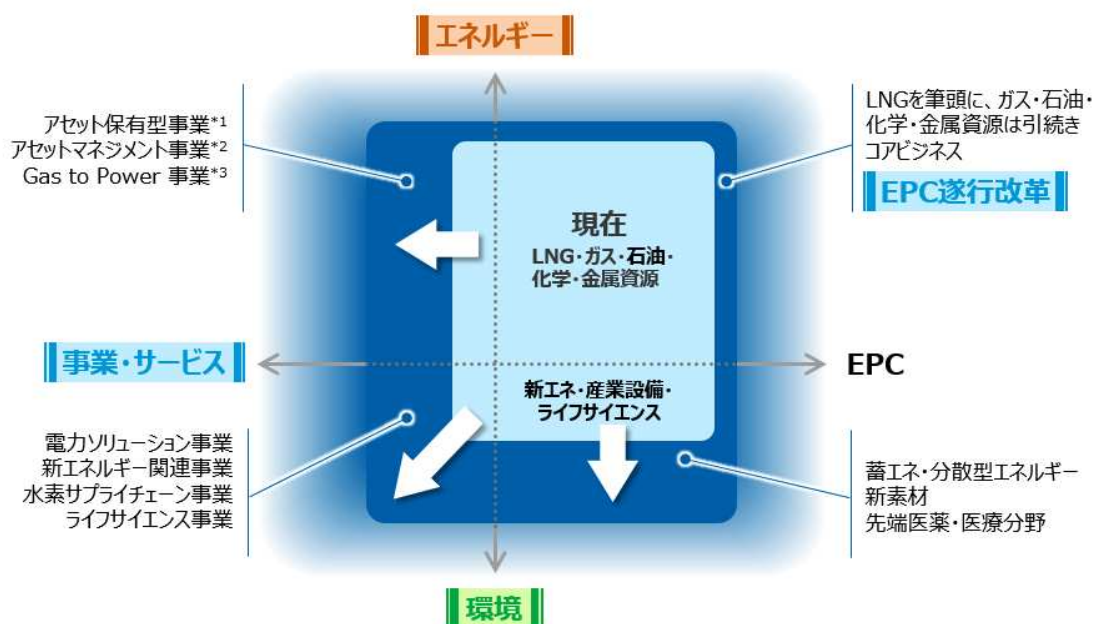 エネルギー
アセット保有型事業*1
アセットマネジメント事業*2
Gas to Power 事業*3
LNGを筆頭に、ガス・石油・
化学・金属資源は引続き
コアビジネス
EPC遂行改革
現在
LNG・ガス・石油・
化学・金属資源
事業・サービス
EPC
新エネ・産業設備・
ライフサイエンス
電力ソリューション事業
新エネルギー関連事業
水素サプライチェーン事業
ライフサイエンス事業
蓄エネ・分散型エネルギー
新素材
先端医薬・医療分野
環境